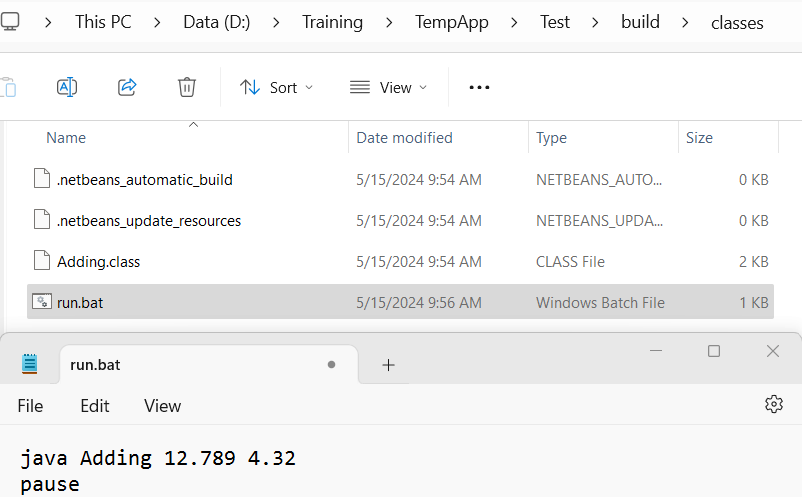 This PC > Data (D:) > Training > TempApp > Test > build > classes
Sort View
Name Date modified Type Size
.netbeans_automatic_build 5/15/2024 9:54 AM NETBEANS_AUTO... 0 KB
.netbeans_update_resources 5/15/2024 9:54 AM NETBEANS_UPDA... 0 KB
Adding.class 5/15/2024 9:54 AM CLASS File 2 KB
run.bat 5/15/2024 9:56 AM Windows Batch File 1 KB
run.bat
File Edit View
java Adding 12.789 4.32
pause